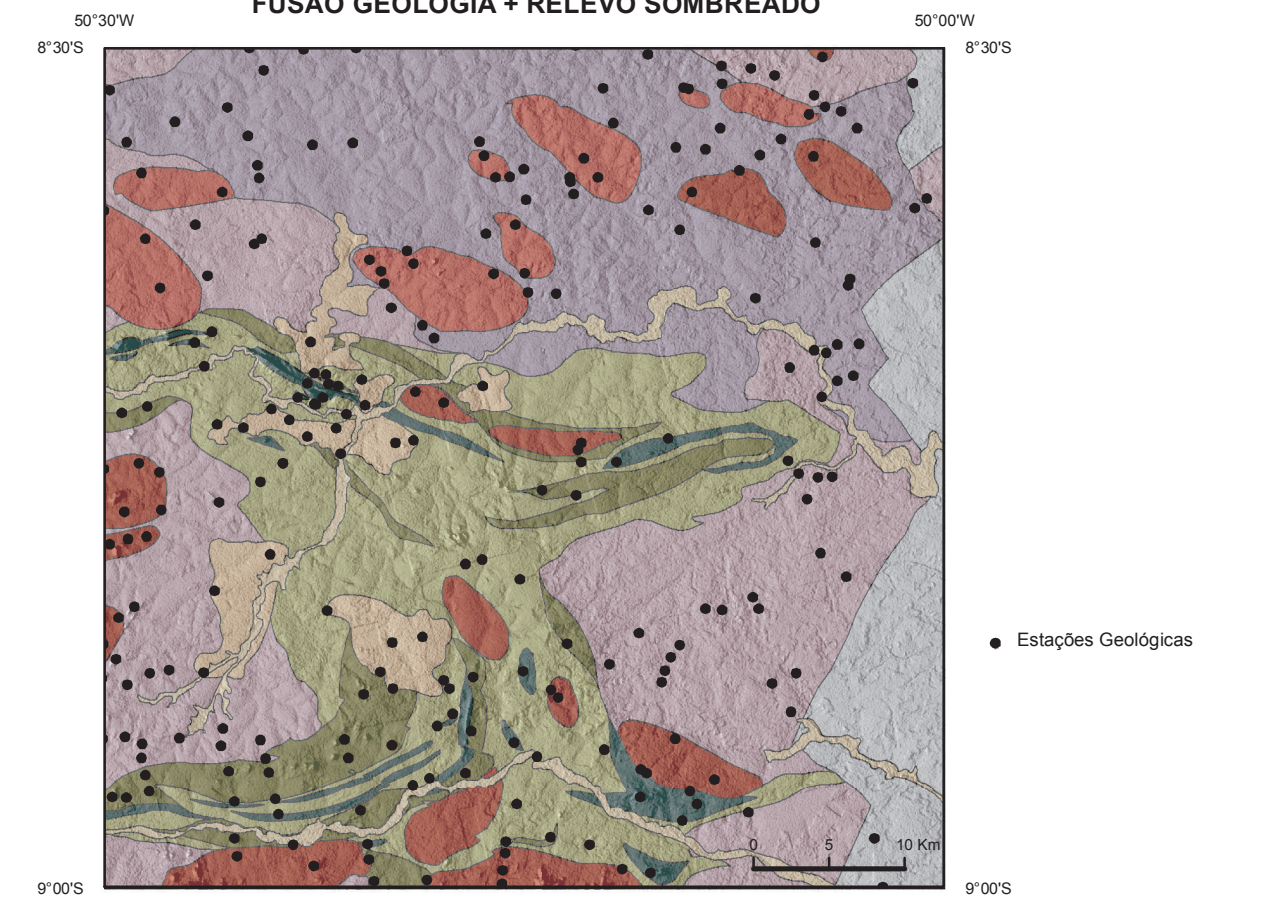 FUSÃO GEOLOGIA + RELEVO SOMBREADO
50°30'W 50°00'W
8°30'S 8°30'S
Estações Geológicas
0 5 10 Km
9°00'S 9°00'S